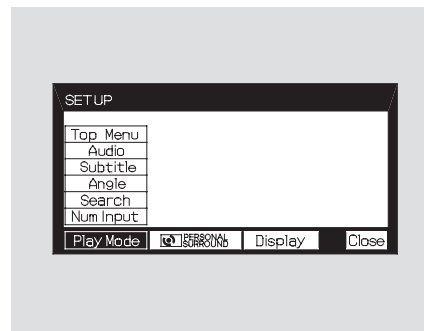 SETUP
Top Menu
Audio
Subtitle
Angle
Search
Num Input
Play Mode PERSONAL SURROUND Display Close